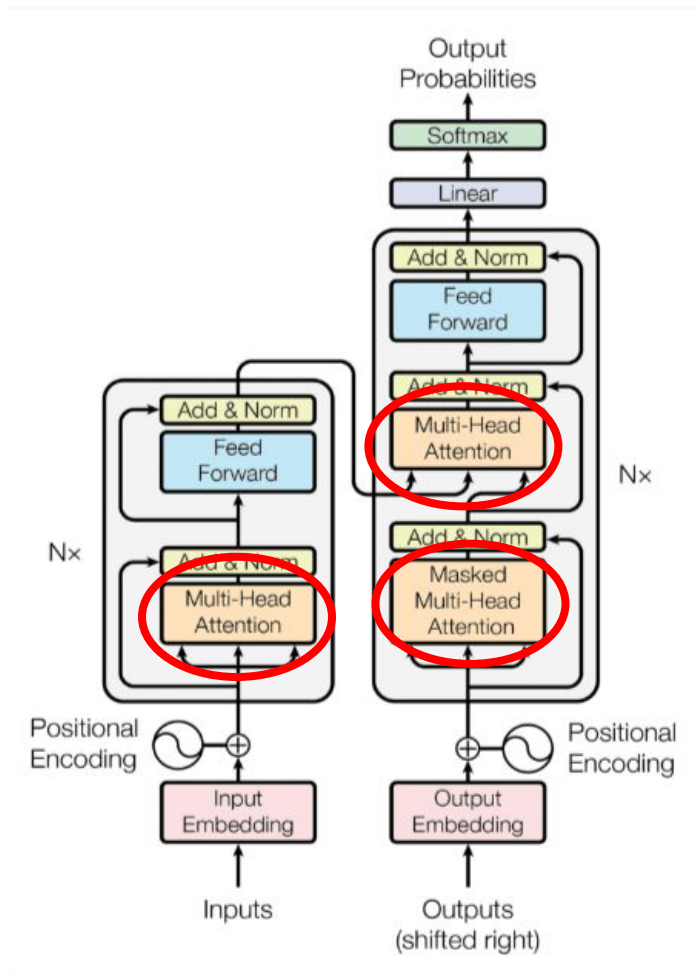 Output
Probabilities
Softmax
Linear
Add & Norm
Feed
Forward
Add & Norm
Multi-Head
Attention
Nx
Add & Norm
Masked
Multi-Head
Attention
Add & Norm
Feed
Forward
Nx
Add & Norm
Multi-Head
Attention
Positional
Encoding
Positional
Encoding
Input
Embedding
Output
Embedding
Inputs
Outputs
(shifted right)